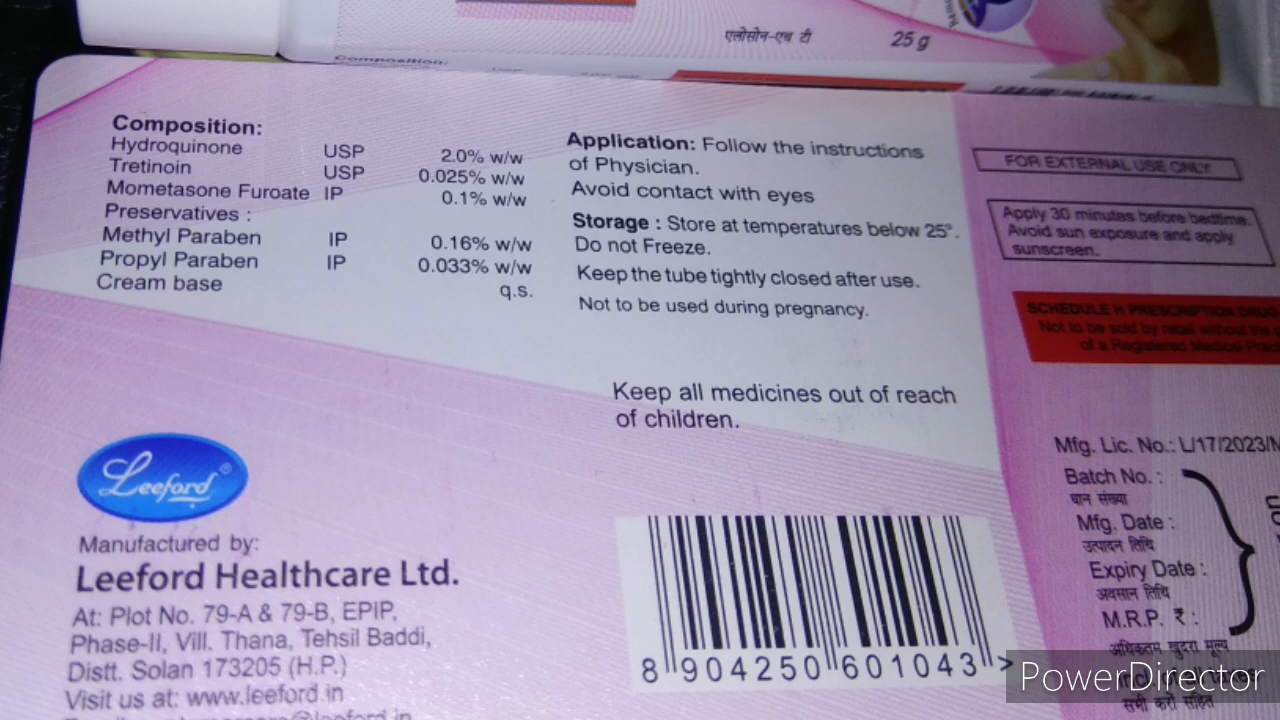 एलोसोन-एच टी
25 g
Composition:
Composition:
Hydroquinone USP 2.0% w/w
Tretinoin USP 0.025% w/w
Mometasone Furoate IP 0.1% w/w
Preservatives :
Methyl Paraben IP 0.16% w/w
Propyl Paraben IP 0.033% w/w
Cream base q.s.
Application: Follow the instructions
of Physician.
Avoid contact with eyes
Storage : Store at temperatures below 25°.
Do not Freeze.
Keep the tube tightly closed after use.
Not to be used during pregnancy.
Keep all medicines out of reach
of children.
FOR EXTERNAL USE ONLY
Apply 30 minutes before bedtime.
Avoid sun exposure and apply
sunscreen.
SCHEDULE H PRESCRIPTION DRUG
Not to be sold by retail without the
of a Registered Medical
Leeford®
Manufactured by:
Leeford Healthcare Ltd.
At: Plot No. 79-A & 79-B, EPIP,
Phase-II, Vill. Thana, Tehsil Baddi,
Distt. Solan 173205 (H.P.)
Visit us at: www.leeford.in
8 904250 601043 >
Mfg. Lic. No.: L/17/2023/M
Batch No. :
घान संख्या
Mfg. Date :
उत्पादन तिथि
Expiry Date :
अवसान तिथि
M.R.P. ₹ :
अधिकतम खुदरा मूल्य
सभी करों सहित
PowerDirector